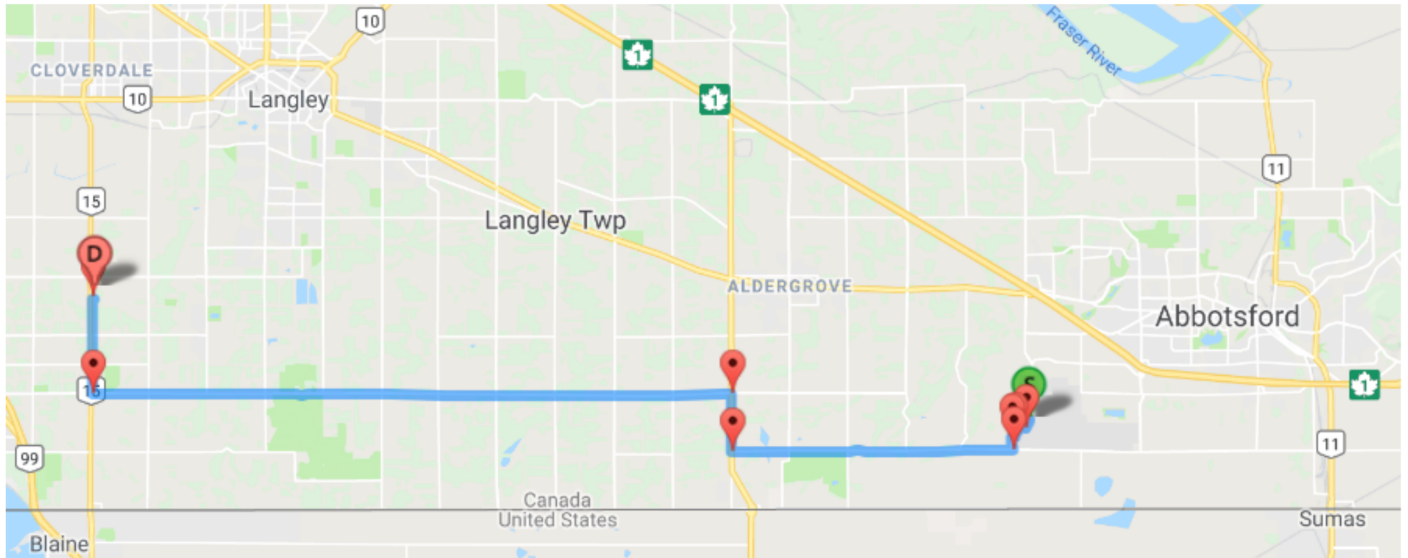 10
Fraser River
CLOVERDALE
1
10
Langley
1
11
15
Langley Twp
D
ALDERGROVE
Abbotsford
S
15
1
99
11
Canada
United States
Sumas
Blaine